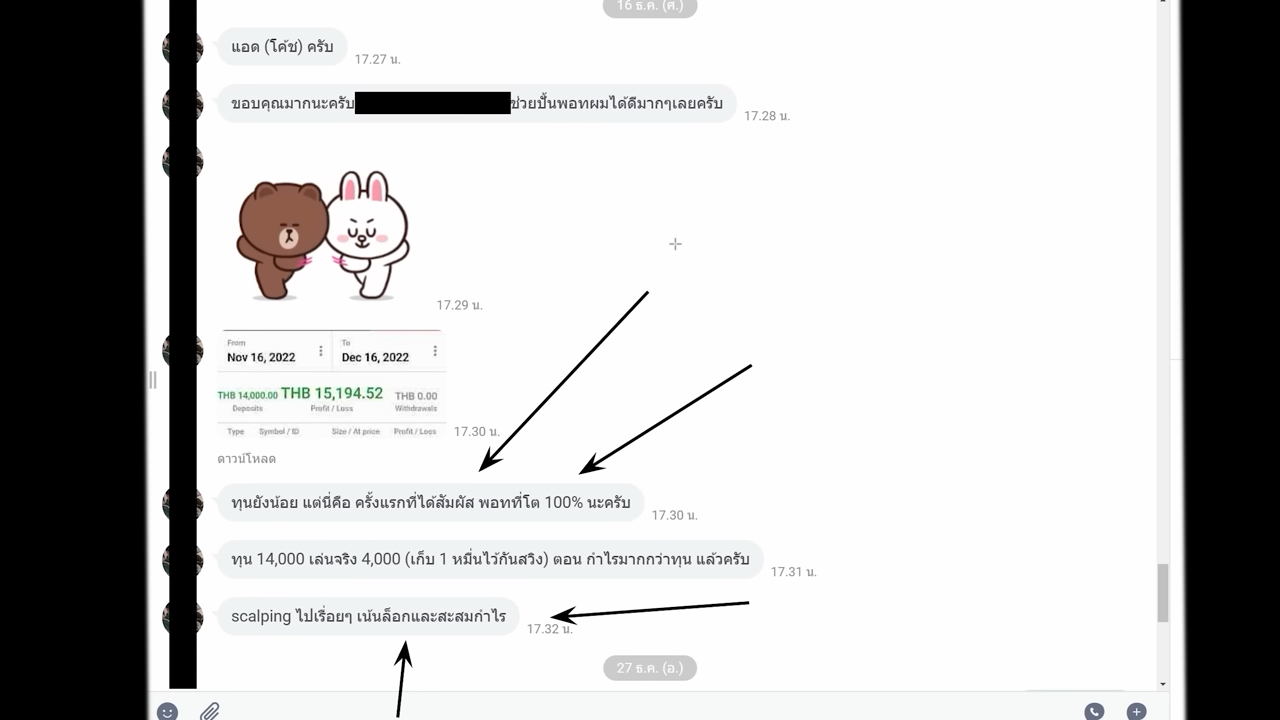 16 ธ.ค. (ศ.)
แอด (โค้ช) ครับ
17.27 น.
ขอบคุณมากนะครับ ช่วยปั้นพอทผมได้ดีมากๆเลยครับ
17.28 น.
17.29 น.
From
Nov 16, 2022
To
Dec 16, 2022
THB 14,000.00 THB 15,194.52 THB 0.00
Deposits Profit / Loss Withdrawals
Type Symbol / ID Size / At price Profit / Loss
17.30 น.
ดาวน์โหลด
ทุนยังน้อย แต่นี่คือ ครั้งแรกที่ได้สัมผัส พอทที่โต 100% นะครับ
17.30 น.
ทุน 14,000 เล่นจริง 4,000 (เก็บ 1 หมื่นไว้กันสวิง) ตอน กำไรมากกว่าทุน แล้วครับ
17.31 น.
scalping ไปเรื่อยๆ เน้นล็อกและสะสมกำไร
17.32 น.
27 ธ.ค. (อ.)